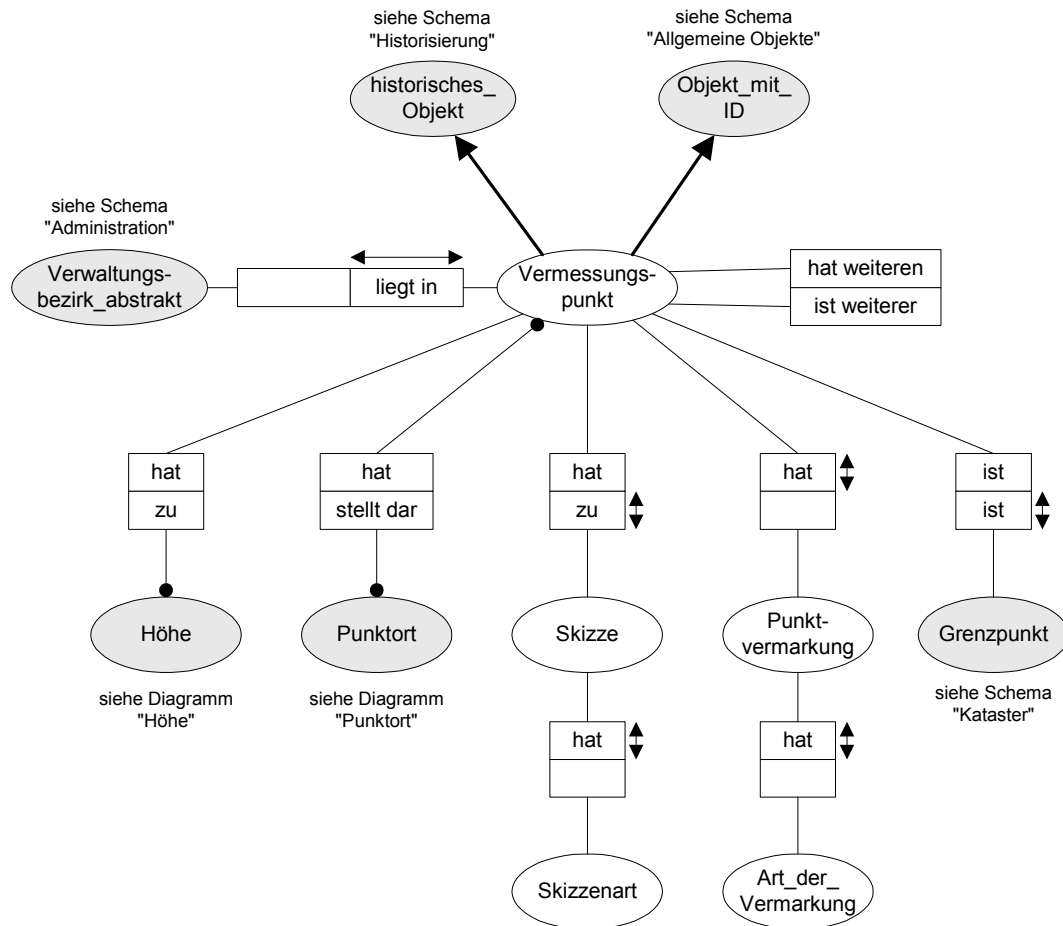 siehe Schema
"Historisierung"
siehe Schema
"Allgemeine Objekte"
historisches_
Objekt
Objekt_mit_
ID
siehe Schema
"Administration"
Verwaltungs-
bezirk_abstrakt
liegt in
Vermessungs-
punkt
hat weiteren
ist weiterer
hat
hat
hat
hat
ist
zu
stellt dar
zu
ist
Höhe
Punktort
Skizze
Punkt-
vermarkung
Grenzpunkt
siehe Diagramm
"Höhe"
siehe Diagramm
"Punktort"
siehe Schema
"Kataster"
hat
hat
Skizzenart
Art_der_
Vermarkung